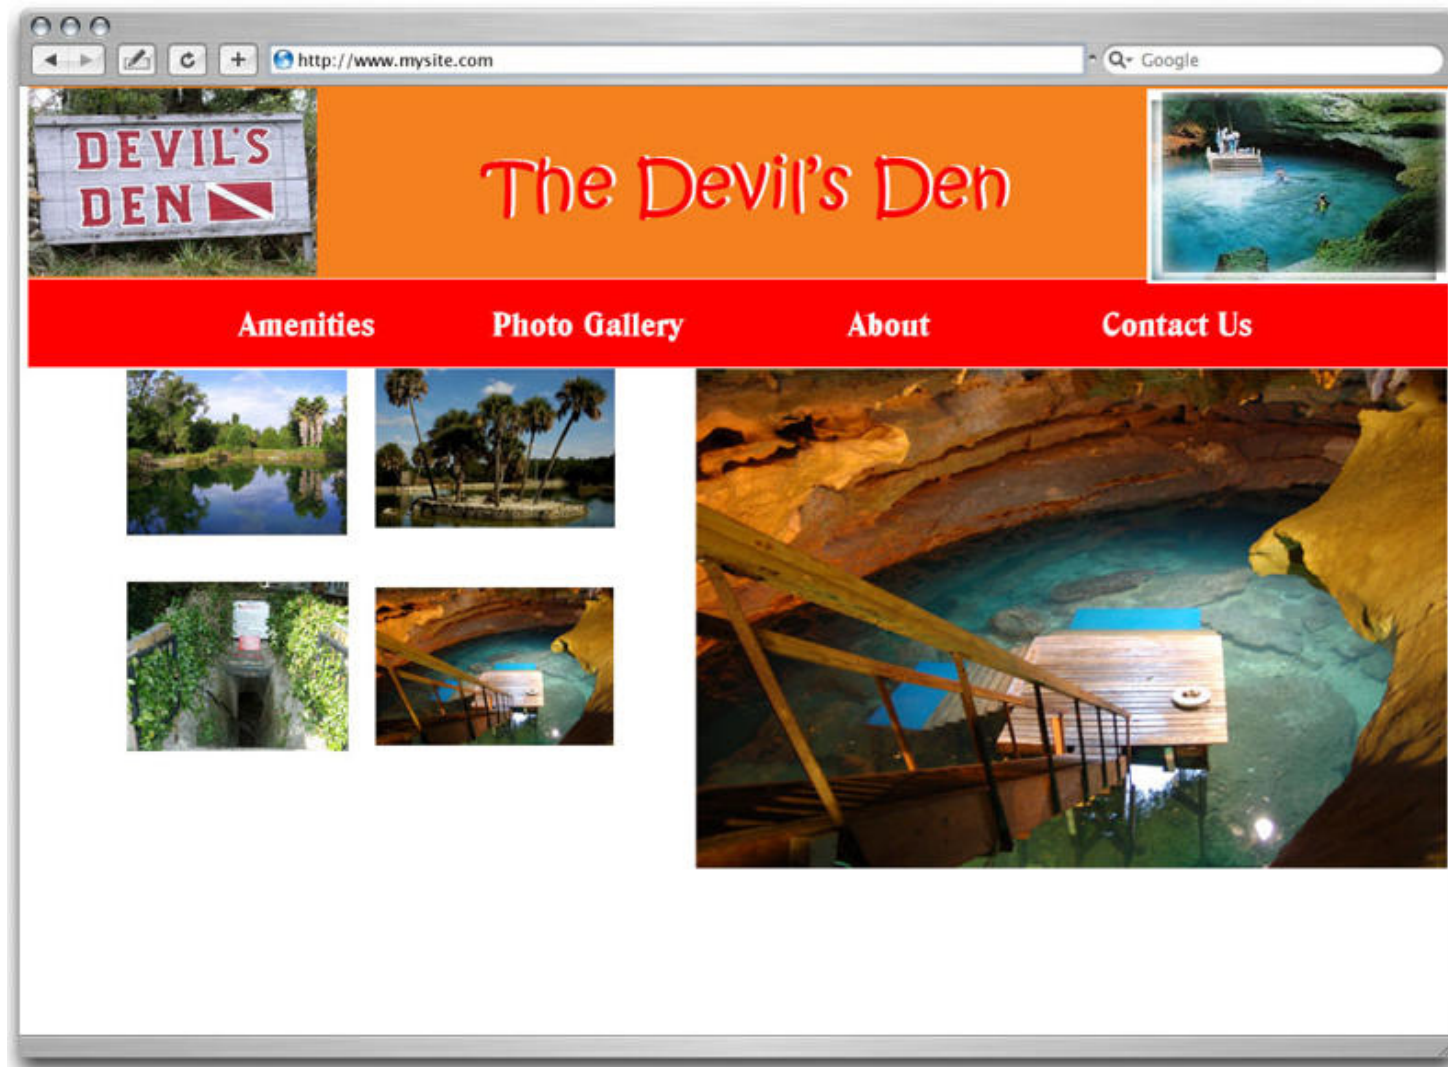 http://www.mysite.com
Google
DEVIL'S
DEN
The Devil's Den
Amenities
Photo Gallery
About
Contact Us